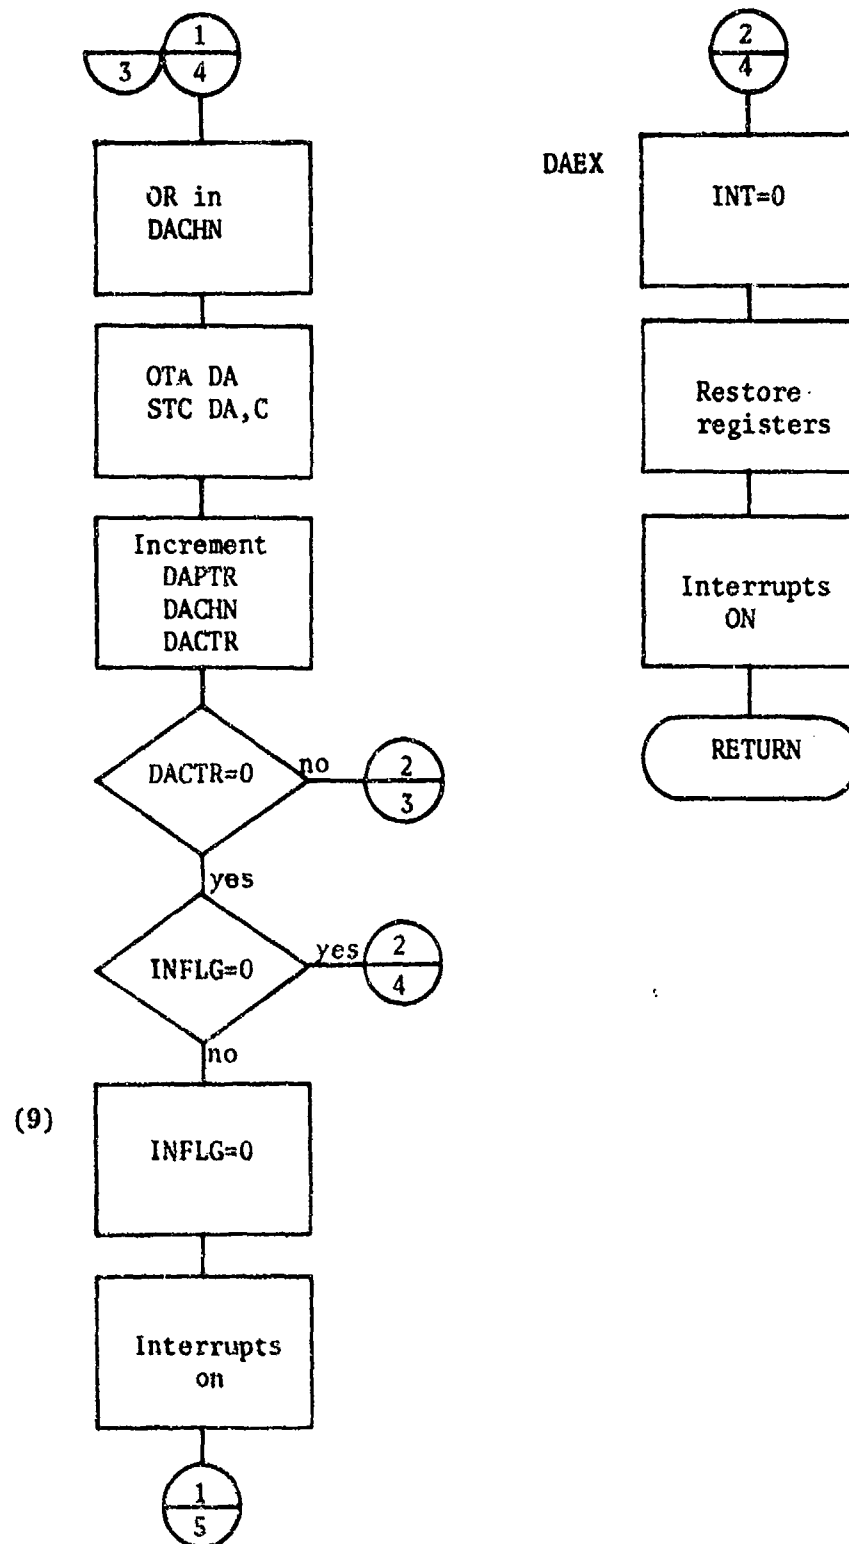 1
3
4
OR in
DACHN
OTA DA
STC DA,C
Increment
DAPTR
DACHN
DACTR
DACTR=0
no
2
3
yes
INFLG=0
yes
2
4
no
(9)
INFLG=0
Interrupts
on
1
5
2
4
DAEX
INT=0
Restore
registers
Interrupts
ON
RETURN